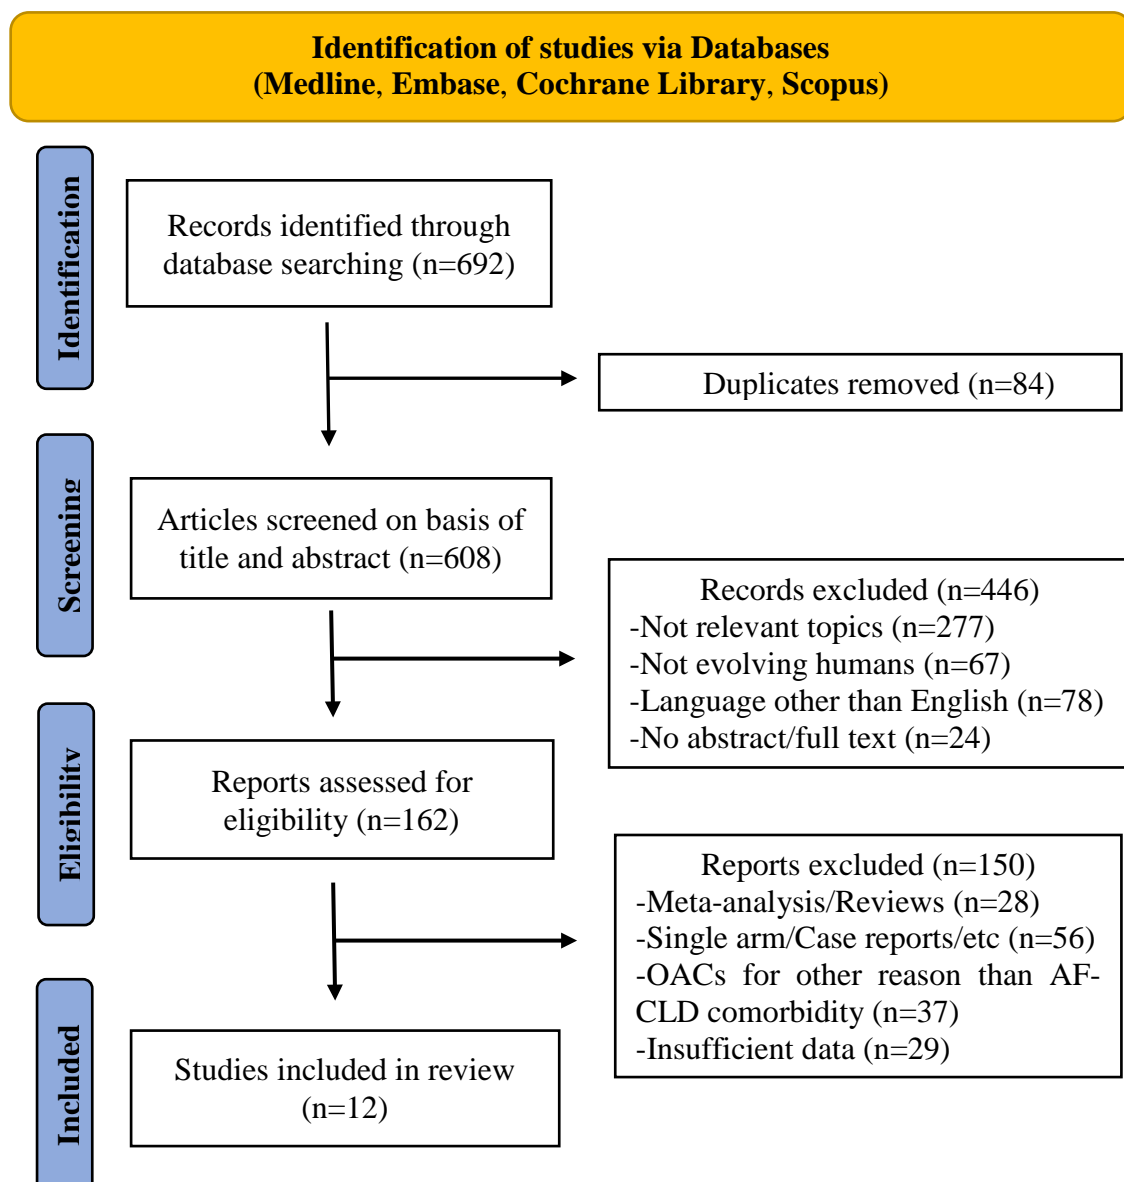 Identification of studies via Databases
(Medline, Embase, Cochrane Library, Scopus)
Identification
Records identified through
database searching (n=692)
Duplicates removed (n=84)
Screening
Articles screened on basis of
title and abstract (n=608)
Records excluded (n=446)
-Not relevant topics (n=277)
-Not evolving humans (n=67)
-Language other than English (n=78)
-No abstract/full text (n=24)
Eligibility
Reports assessed for
eligibility (n=162)
Reports excluded (n=150)
-Meta-analysis/Reviews (n=28)
-Single arm/Case reports/etc (n=56)
-OACs for other reason than AF-
CLD comorbidity (n=37)
-Insufficient data (n=29)
Included
Studies included in review
(n=12)